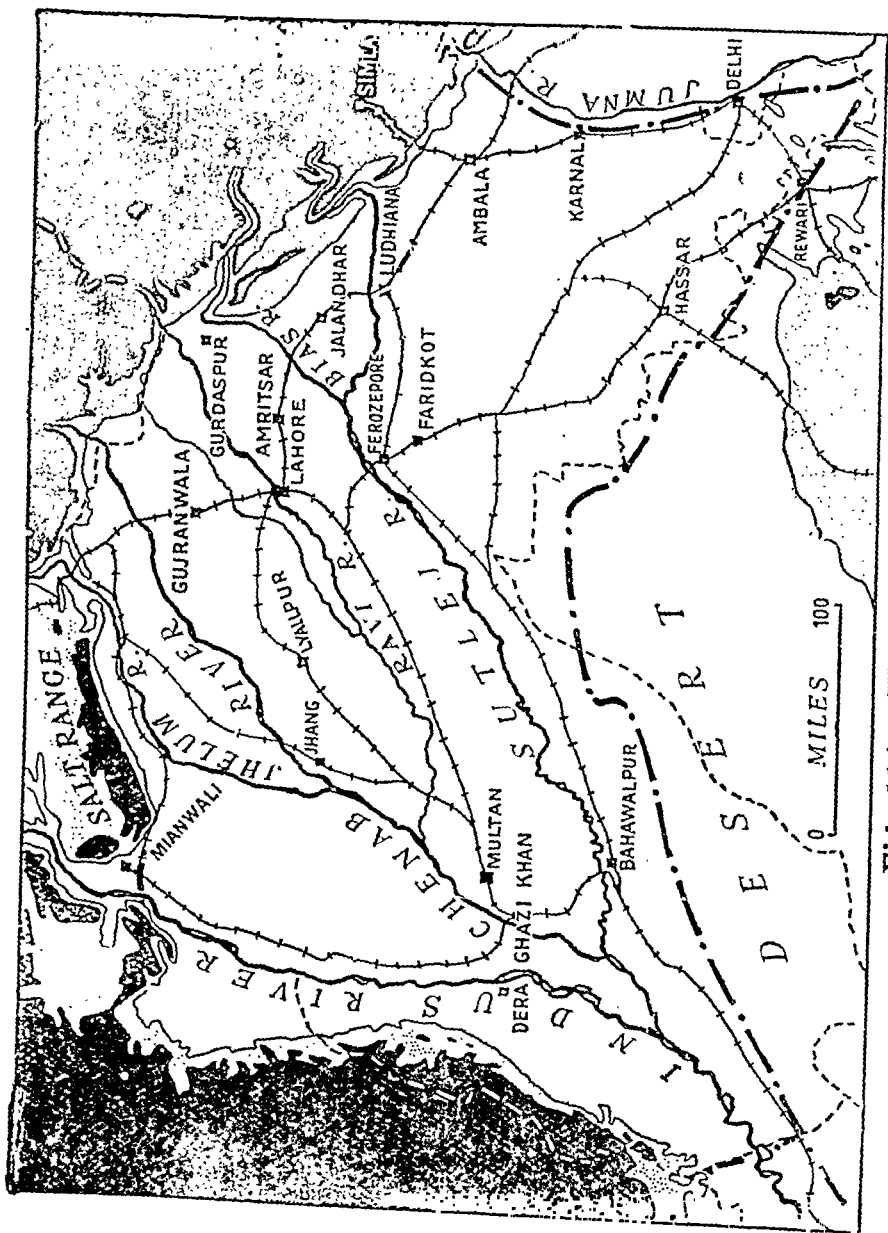 SIMLA
SALT RANGE
MIANWALI
GURDASPUR
AMRITSAR
LAHORE
GUJRANWALA
LYALLPUR
JHANG
JHELUM R
CHENAB RIVER
RAVI R
BIAS R
SUTLEJ R
INDUS RIVER
JUMNA R
JALANDHAR
LUDHIANA
FEROZEPORE
FARIDKOT
AMBALA
KARNAL
DELHI
HASSAR
REWARI
MULTAN
DERA GHAZI KHAN
BAHAWALPUR
DESERT
0 MILES 100